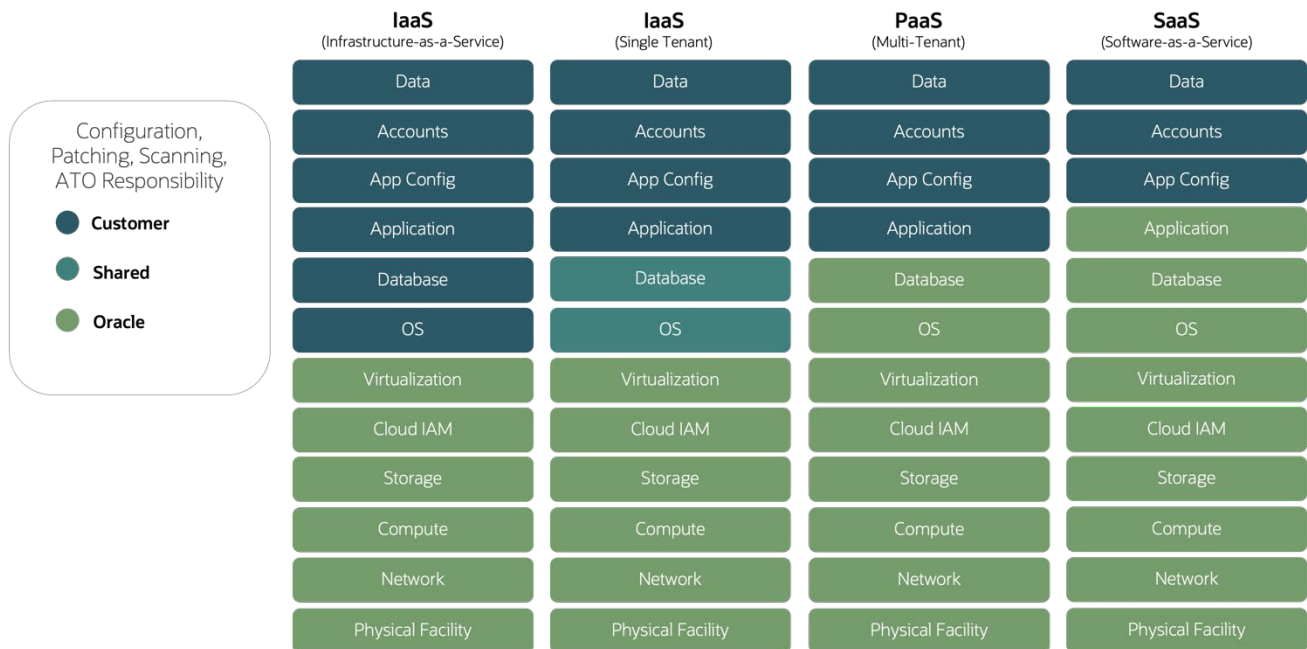 IaaS
(Infrastructure-as-a-Service)
IaaS
(Single Tenant)
PaaS
(Multi-Tenant)
SaaS
(Software-as-a-Service)
Configuration,
Patching, Scanning,
ATO Responsibility
Customer
Shared
Oracle
Data
Data
Data
Data
Accounts
Accounts
Accounts
Accounts
App Config
App Config
App Config
App Config
Application
Application
Application
Application
Database
Database
Database
Database
OS
OS
OS
OS
Virtualization
Virtualization
Virtualization
Virtualization
Cloud IAM
Cloud IAM
Cloud IAM
Cloud IAM
Storage
Storage
Storage
Storage
Compute
Compute
Compute
Compute
Network
Network
Network
Network
Physical Facility
Physical Facility
Physical Facility
Physical Facility